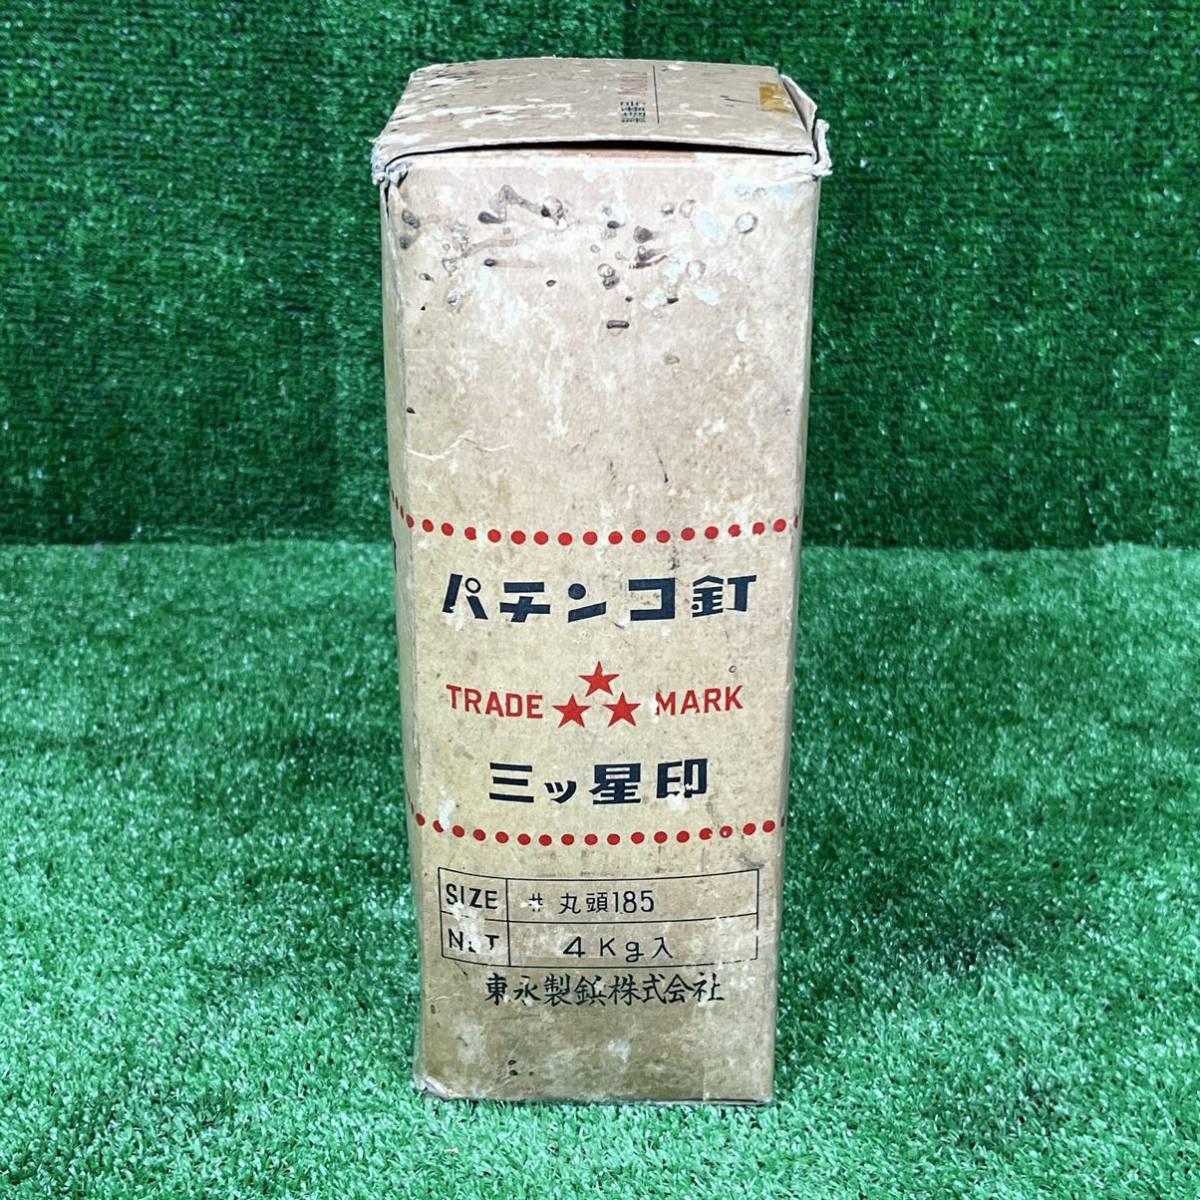 パチンコ釘
TRADE MARK
三ッ星印
SIZE # 丸頭185
NET 4Kg入
東永製鋲株式会社